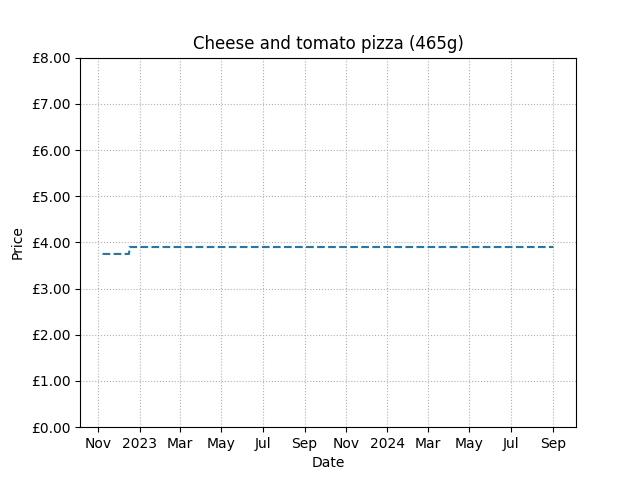 Cheese and tomato pizza (465g)
£8.00
£7.00
£6.00
£5.00
£4.00
£3.00
£2.00
£1.00
£0.00
Price
Nov 2023 Mar May Jul Sep Nov 2024 Mar May Jul Sep
Date